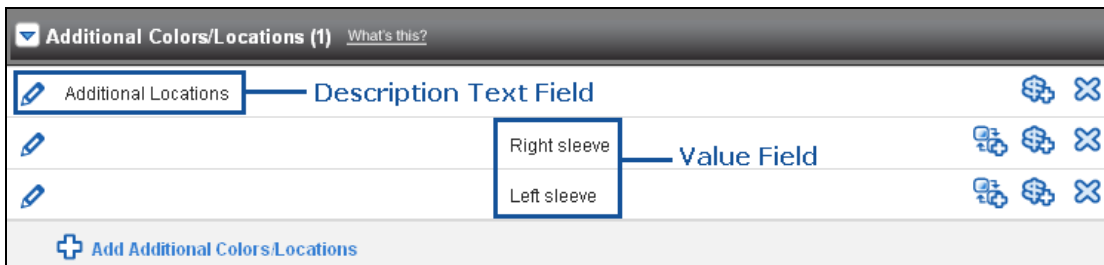 Additional Colors/Locations (1) What's this?
Additional Locations Description Text Field
Right sleeve
Value Field
Left sleeve
Add Additional Colors/Locations